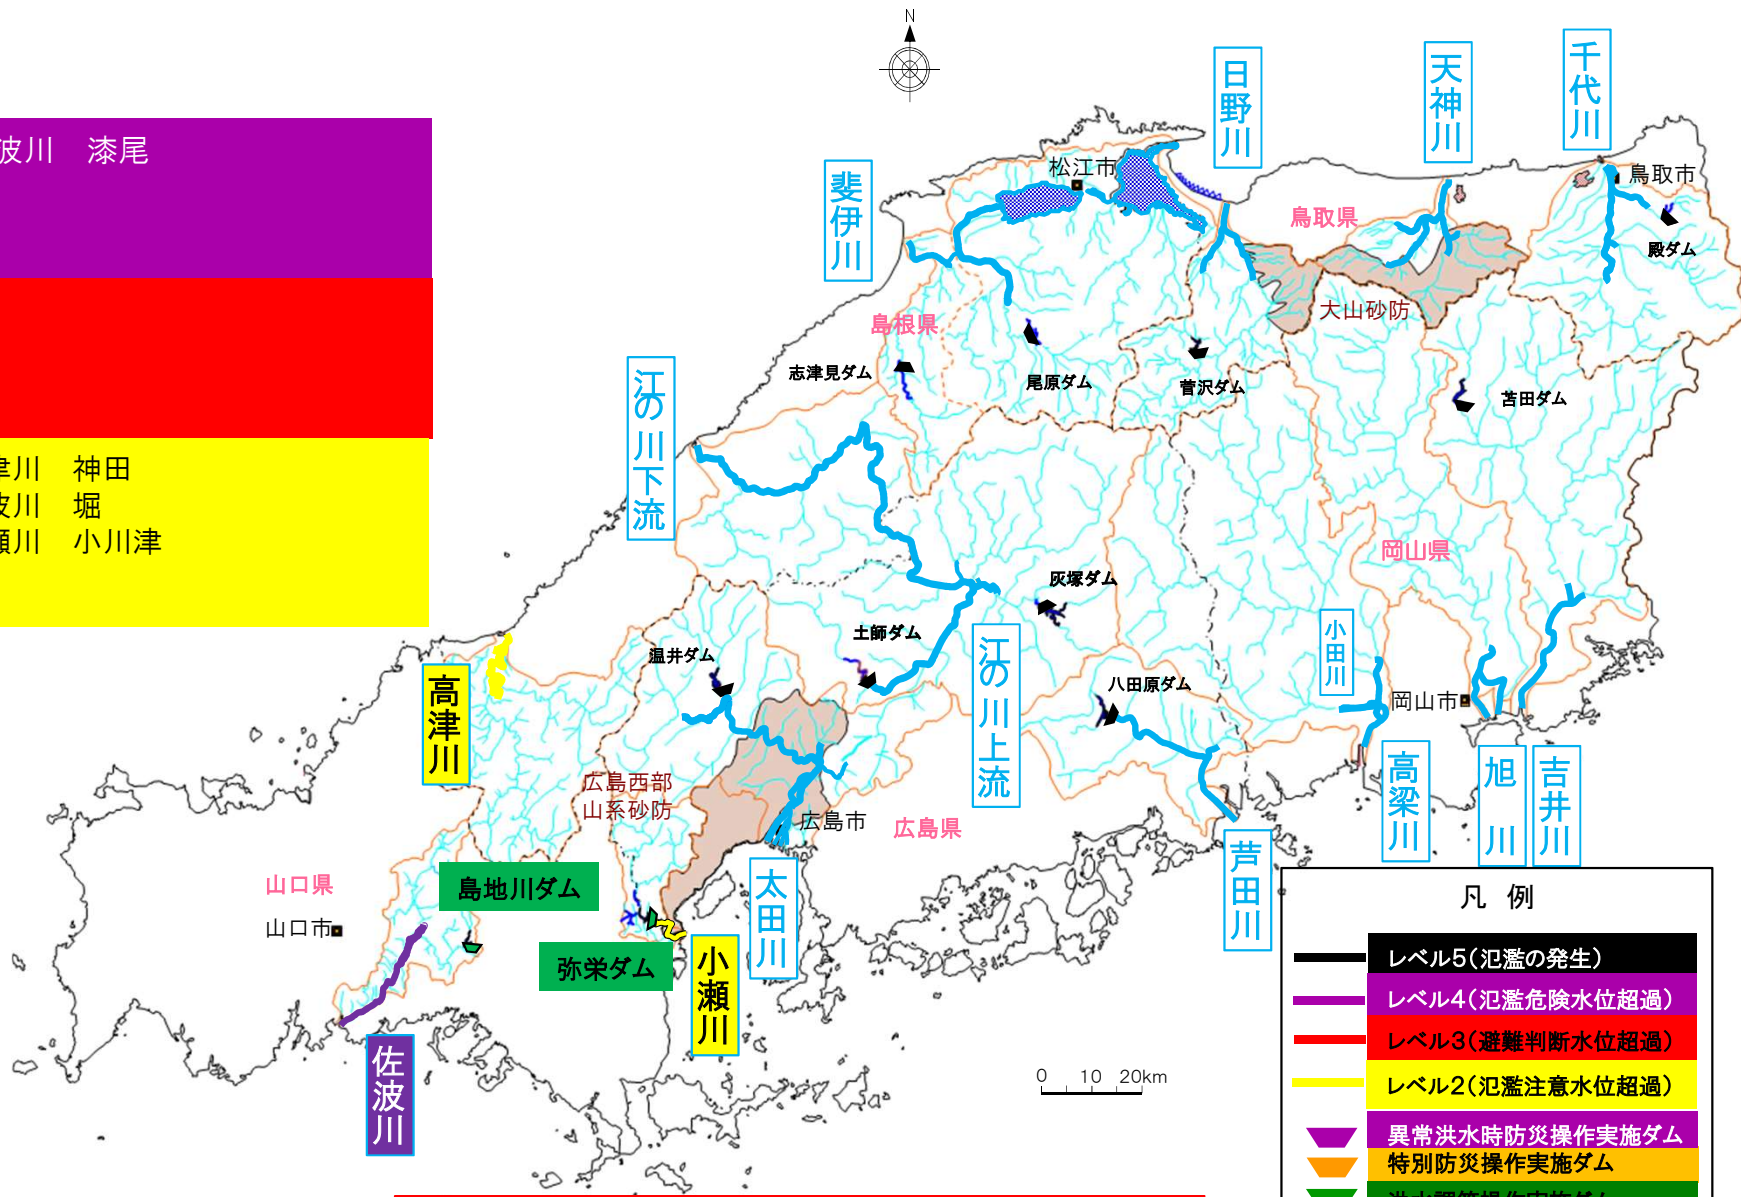 N
波川　漆尾
津川　神田
波川　堀
瀬川　小川津
千代川
天神川
日野川
斐伊川
松江市
鳥取市
鳥取県
殿ダム
大山砂防
島根県
志津見ダム
尾原ダム
菅沢ダム
苫田ダム
江の川下流
岡山県
灰塚ダム
土師ダム
温井ダム
小田川
江の川上流
八田原ダム
岡山市
高津川
広島西部
山系砂防
広島市
広島県
高梁川
旭川
吉井川
芦田川
太田川
山口県
山口市
島地川ダム
弥栄ダム
小瀬川
佐波川
0 10 20km
凡 例
レベル5(氾濫の発生)
レベル4(氾濫危険水位超過)
レベル3(避難判断水位超過)
レベル2(氾濫注意水位超過)
異常洪水時防災操作実施ダム
特別防災操作実施ダム
洪水調節操作実施ダム